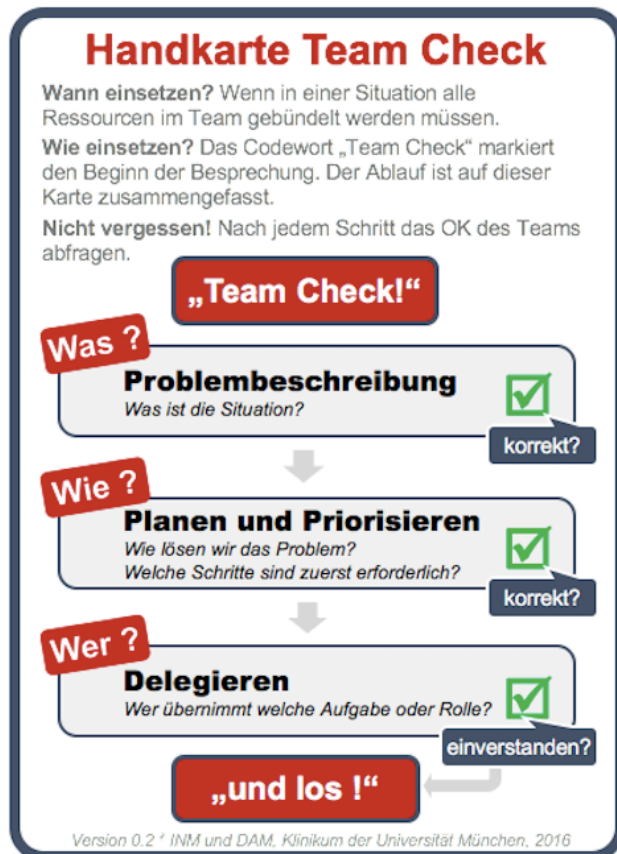 Handkarte Team Check
Wann einsetzen? Wenn in einer Situation alle
Ressourcen im Team gebündelt werden müssen.
Wie einsetzen? Das Codewort „Team Check“ markiert
den Beginn der Besprechung. Der Ablauf ist auf dieser
Karte zusammengefasst.
Nicht vergessen! Nach jedem Schritt das OK des Teams
abfragen.
„Team Check!“
Was ?
Problembeschreibung
Was ist die Situation?
korrekt?
Wie ?
Planen und Priorisieren
Wie lösen wir das Problem?
Welche Schritte sind zuerst erforderlich?
korrekt?
Wer ?
Delegieren
Wer übernimmt welche Aufgabe oder Rolle?
einverstanden?
„und los !“
Version 0.2 * INM und DAM, Klinikum der Universität München, 2016